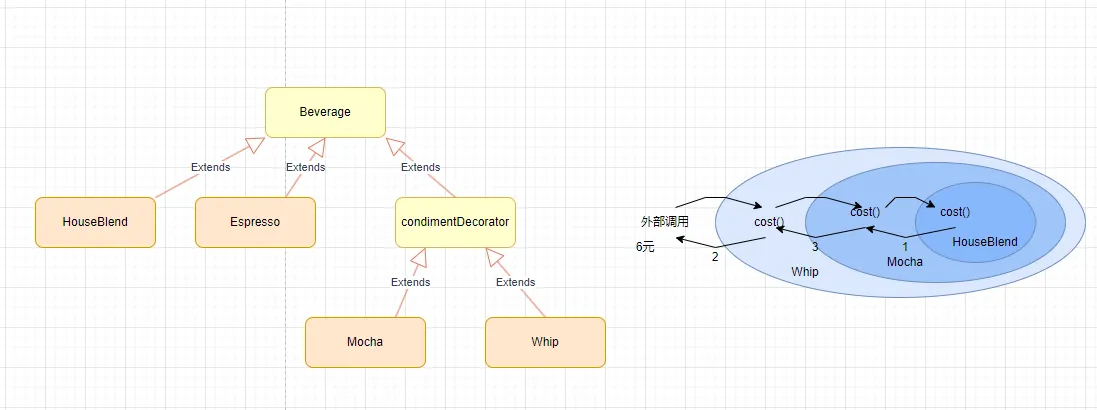 Beverage
Extends
Extends
Extends
HouseBlend
Espresso
condimentDecorator
Extends
Extends
Mocha
Whip
外部调用
cost()
cost()
cost()
6元
2
3
1
HouseBlend
Mocha
Whip